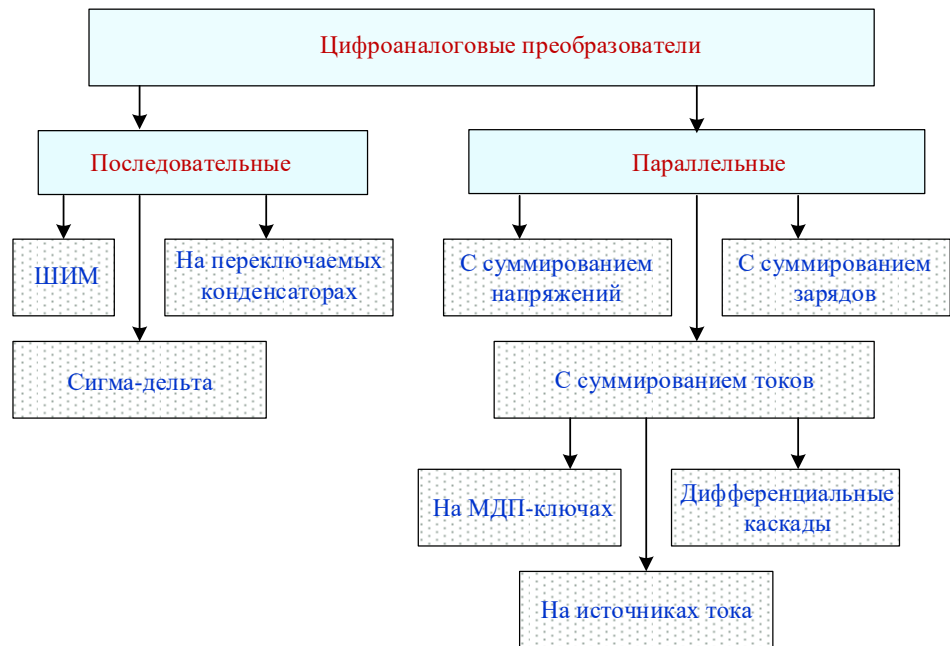 Цифроаналоговые преобразователи
Последовательные
Параллельные
ШИМ
На переключаемых
конденсаторах
С суммированием
напряжений
С суммированием
зарядов
Сигма-дельта
С суммированием токов
На МДП-ключах
Дифференциальные
каскады
На источниках тока